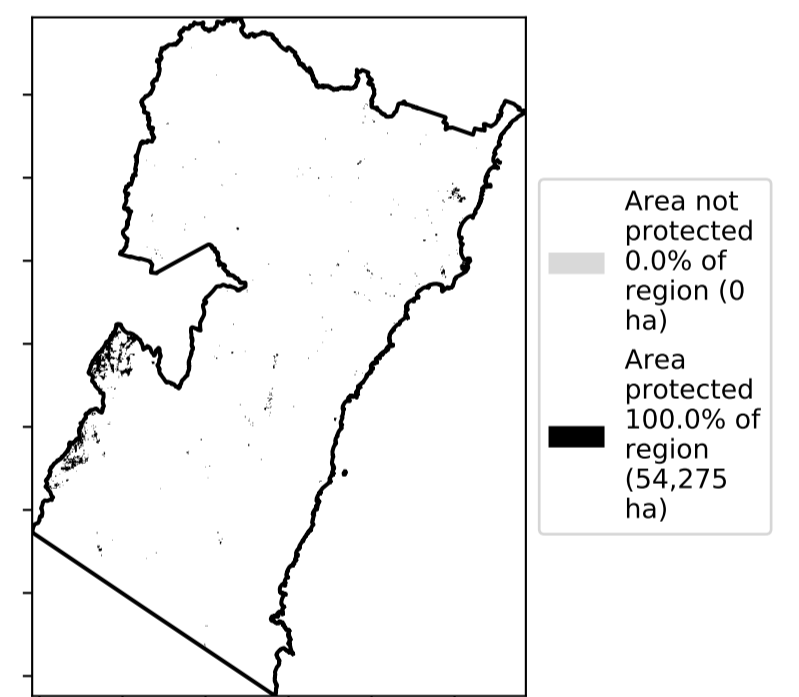 Area not
protected
0.0% of
region (0
ha)
Area
protected
100.0% of
region
(54,275
ha)